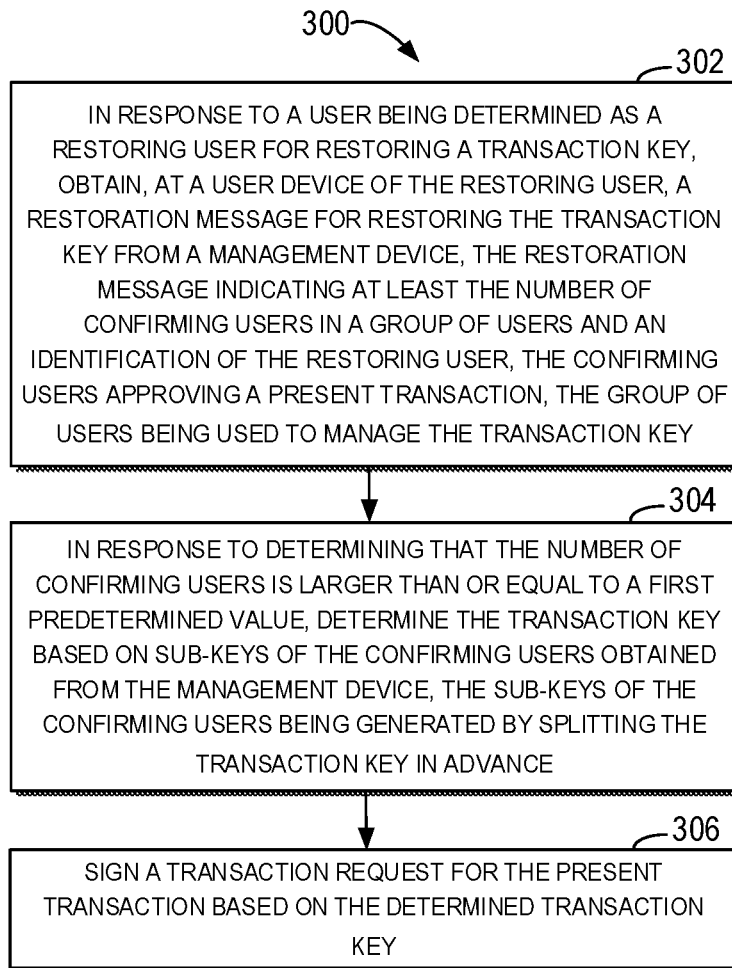 300
302
IN RESPONSE TO A USER BEING DETERMINED AS A
RESTORING USER FOR RESTORING A TRANSACTION KEY,
OBTAIN, AT A USER DEVICE OF THE RESTORING USER, A
RESTORATION MESSAGE FOR RESTORING THE TRANSACTION
KEY FROM A MANAGEMENT DEVICE, THE RESTORATION
MESSAGE INDICATING AT LEAST THE NUMBER OF
CONFIRMING USERS IN A GROUP OF USERS AND AN
IDENTIFICATION OF THE RESTORING USER, THE CONFIRMING
USERS APPROVING A PRESENT TRANSACTION, THE GROUP OF
USERS BEING USED TO MANAGE THE TRANSACTION KEY
304
IN RESPONSE TO DETERMINING THAT THE NUMBER OF
CONFIRMING USERS IS LARGER THAN OR EQUAL TO A FIRST
PREDETERMINED VALUE, DETERMINE THE TRANSACTION KEY
BASED ON SUB-KEYS OF THE CONFIRMING USERS OBTAINED
FROM THE MANAGEMENT DEVICE, THE SUB-KEYS OF THE
CONFIRMING USERS BEING GENERATED BY SPLITTING THE
TRANSACTION KEY IN ADVANCE
306
SIGN A TRANSACTION REQUEST FOR THE PRESENT
TRANSACTION BASED ON THE DETERMINED TRANSACTION
KEY